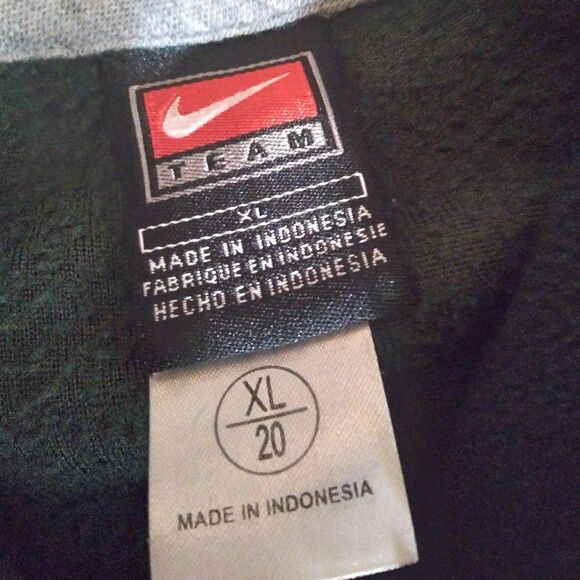 TEAM
XL
MADE IN INDONESIA
FABRIQUE EN INDONESIE
HECHO EN INDONESIA
XL
20
MADE IN INDONESIA